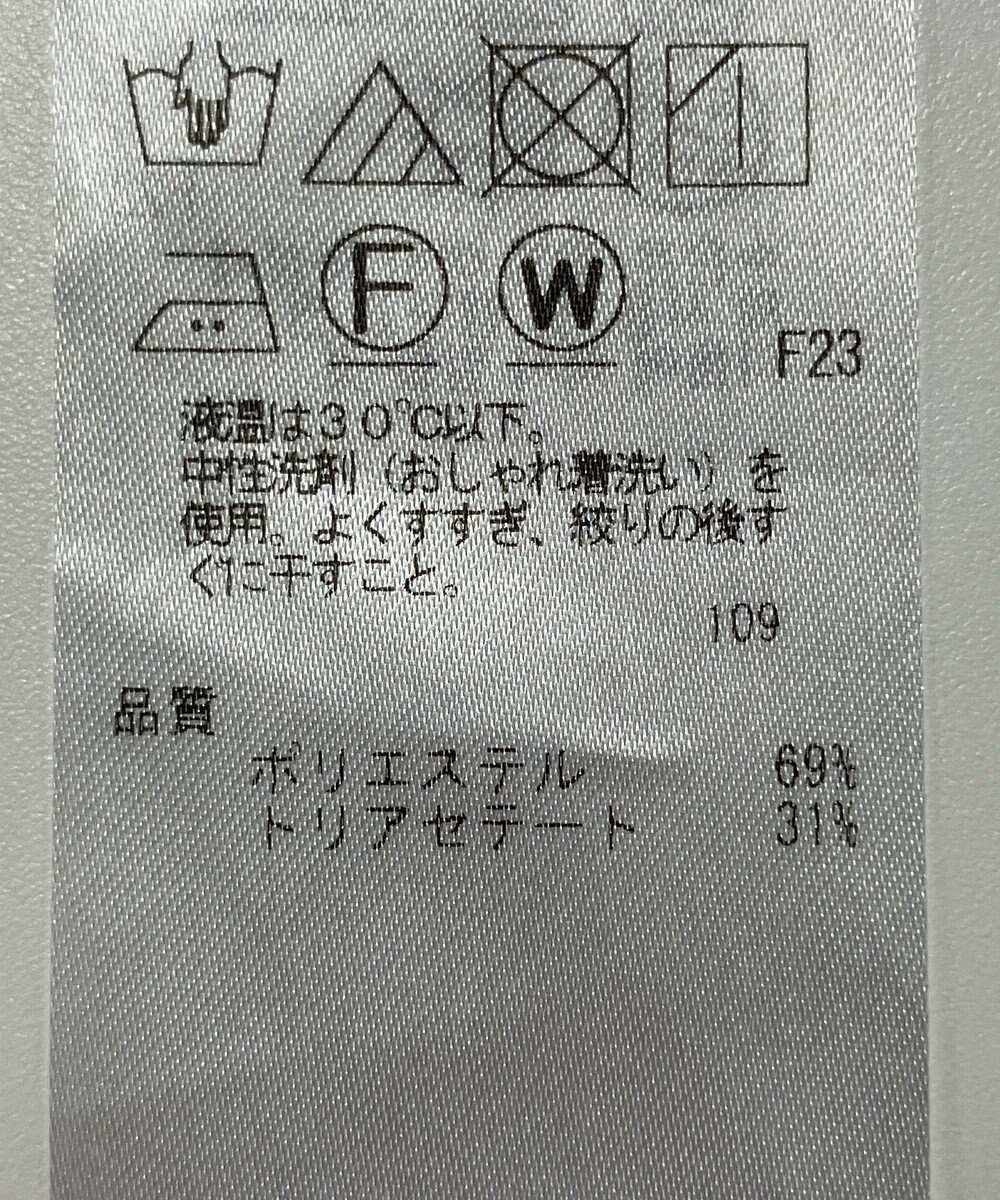 F
W
F23
液温は30℃以下。
中性洗剤（おしゃれ着洗い）を
使用。よくすすぎ、絞りの後す
ぐに干すこと。
109
品質
ポリエステル 69%
トリアセテート 31%